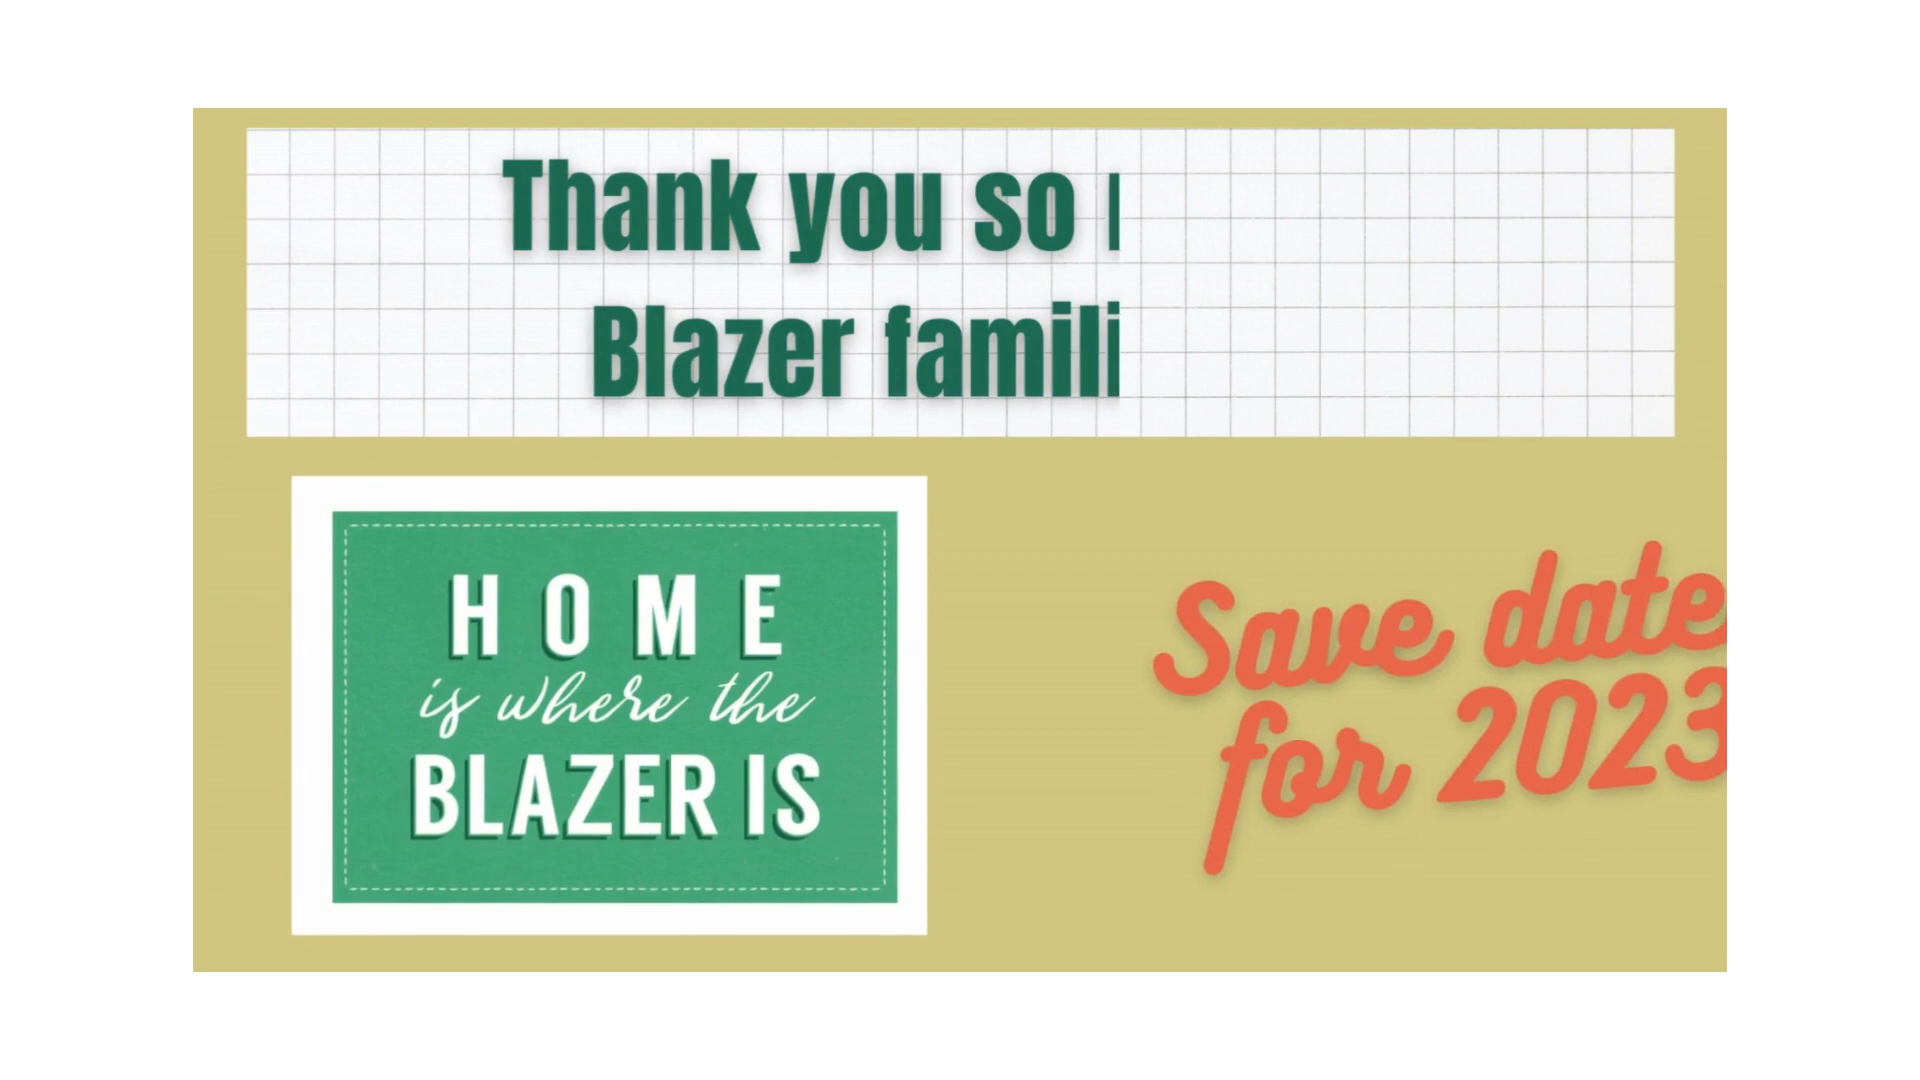 Thank you so
Blazer famili
HOME
is where the
BLAZER IS
Save date
for 2023